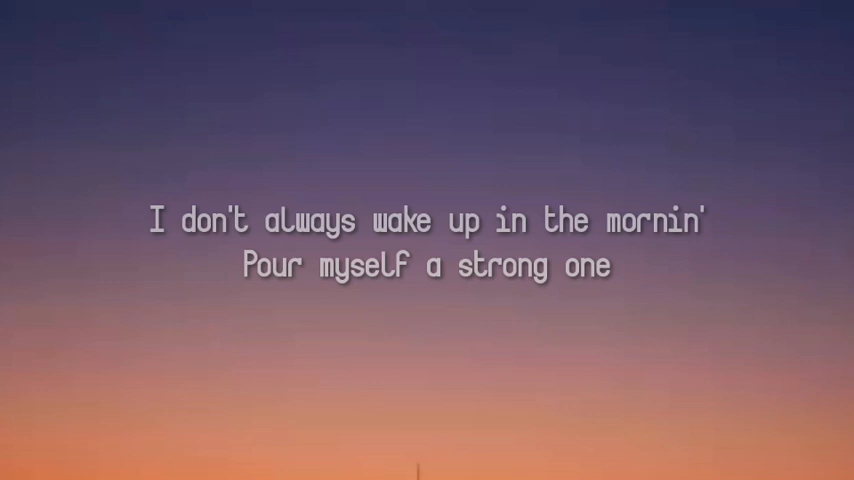 I don't always wake up in the mornin'
Pour myself a strong one